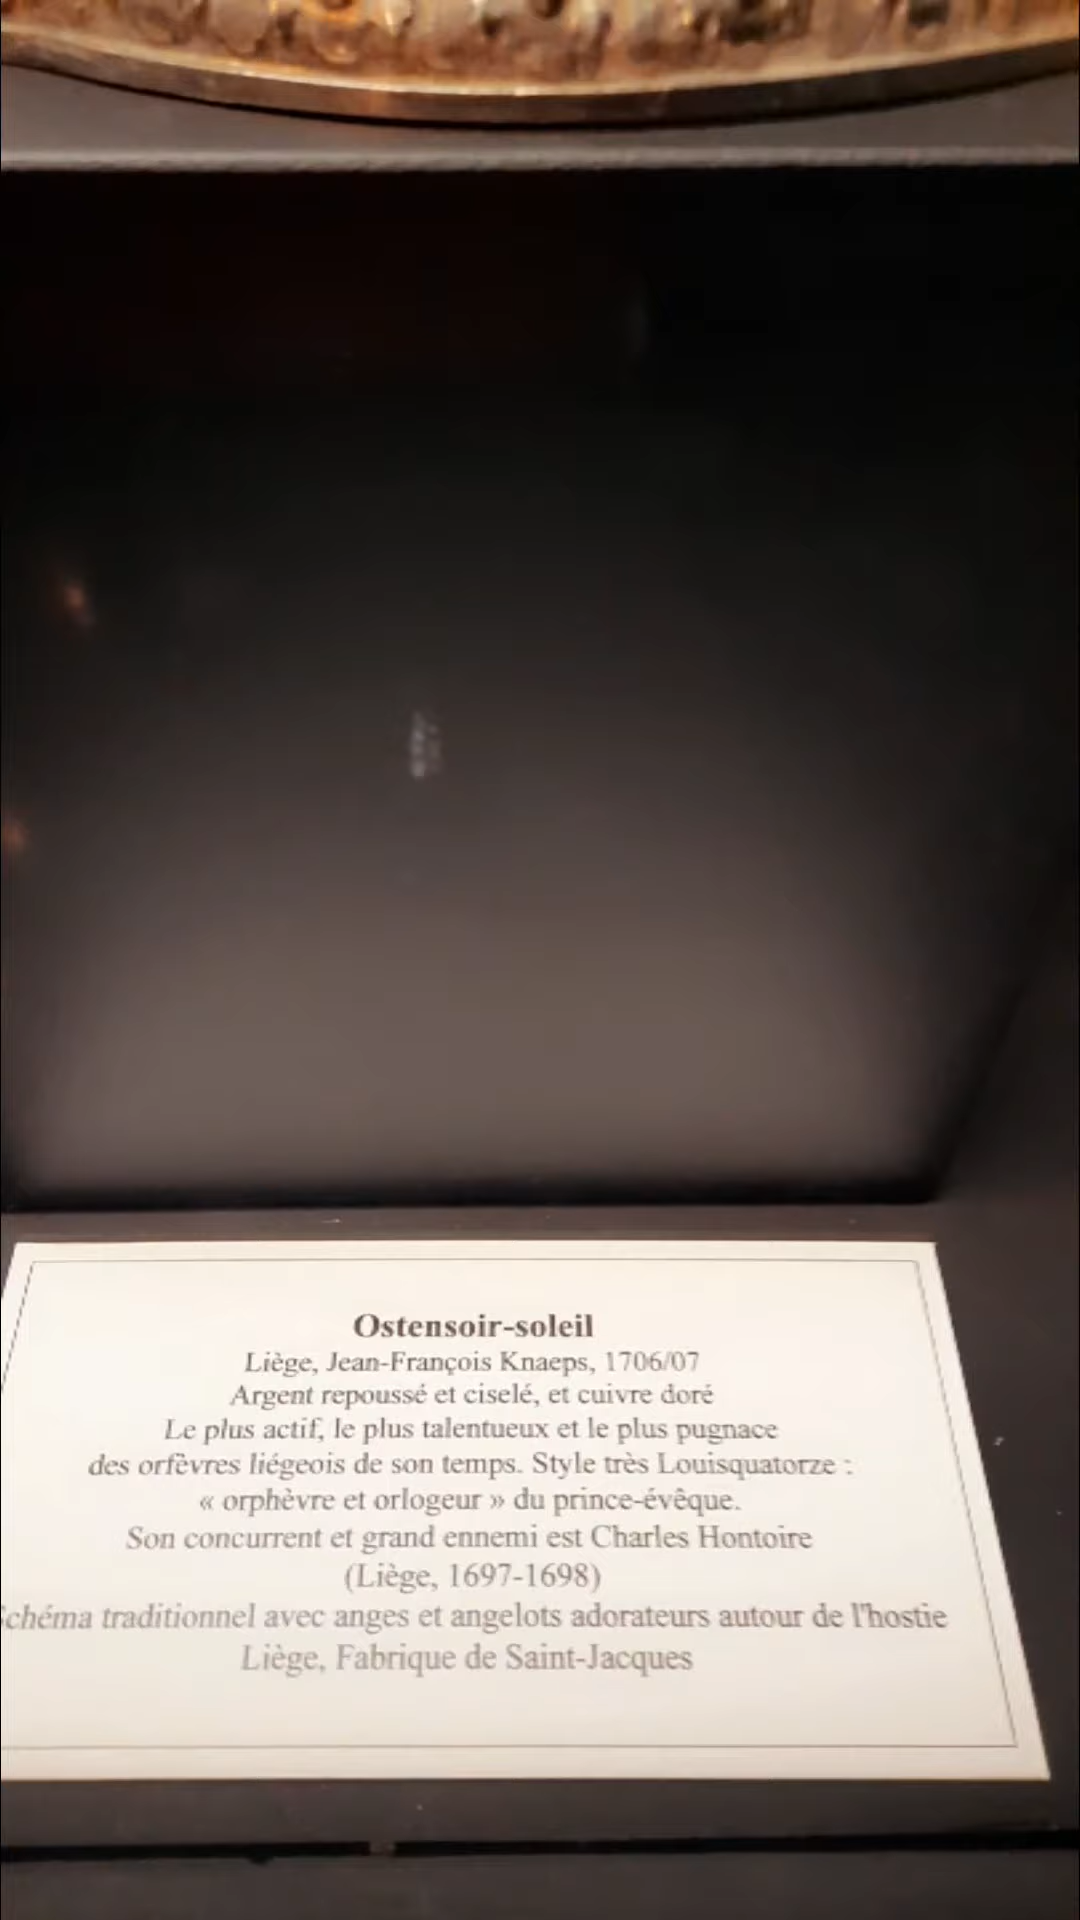 Ostensoir-soleil
Liège, Jean-François Knaeps, 1706/07
Argent repoussé et ciselé, et cuivre doré
Le plus actif, le plus talentueux et le plus pugnace
des orfèvres liégeois de son temps. Style très Louisquatorze :
« orphèvre et orlogeur » du prince-évêque.
Son concurrent et grand ennemi est Charles Hontoire
(Liège, 1697-1698)
Schéma traditionnel avec anges et angelots adorateurs autour de l'hostie
Liège, Fabrique de Saint-Jacques